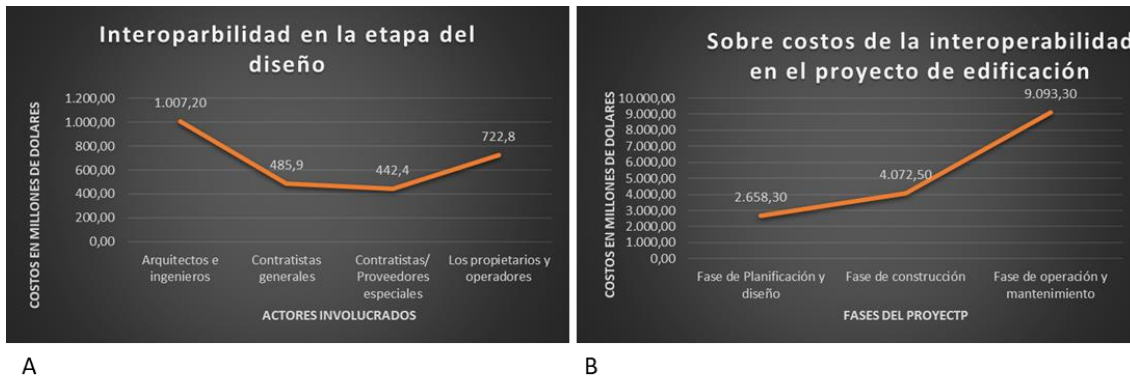 Interoparbilidad en la etapa del
diseño
COSTOS EN MILLONES DE DOLARES
1.200,00
1.000,00
800,00
600,00
400,00
200,00
0,00
1.007,20
485,9
442,4
722,8
Arquitectos e
ingenieros
Contratistas
generales
Contratistas/
Proveedores
especiales
Los propietarios y
operadores
ACTORES INVOLUCRADOS
A
Sobre costos de la interoperabilidad
en el proyecto de edificación
COSTOS EN MILLONES DE DOLARES
10.000,00
9.000,00
8.000,00
7.000,00
6.000,00
5.000,00
4.000,00
3.000,00
2.000,00
1.000,00
0,00
2.658,30
4.072,50
9.093,30
Fase de Planificación y
diseño
Fase de construcción
Fase de operación y
mantenimiento
FASES DEL PROYECTP
B